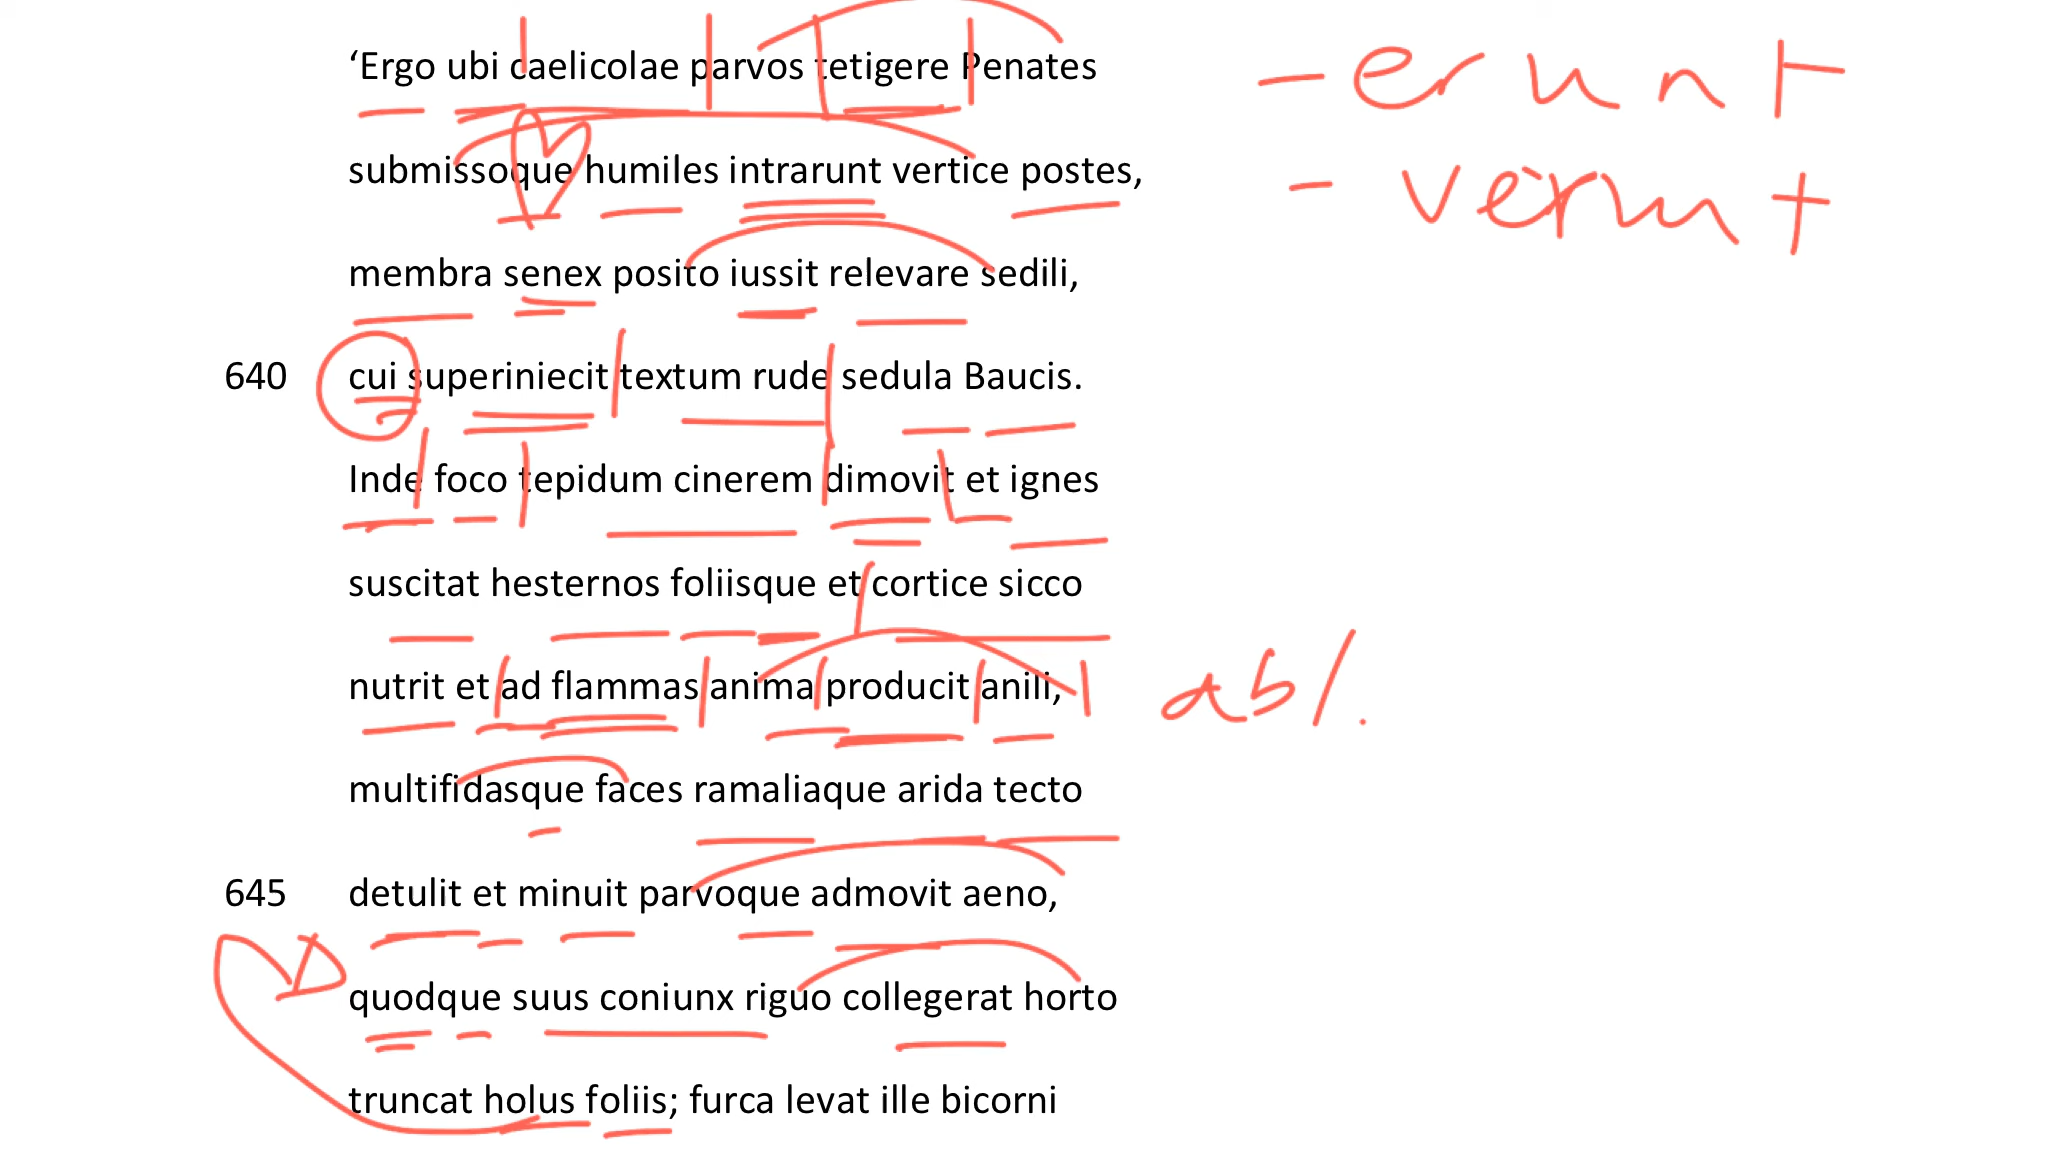 ‘Ergo ubi caelicolae parvos tetigere Penates
- erunt
submissoque humiles intrarunt vertice postes,
- verunt
membra senex posito iussit relevare sedili,
640 cui superiniecit textum rude sedula Baucis.
Inde foco tepidum cinerem dimovit et ignes
suscitat hesternos foliisque et cortice sicco
nutrit et ad flammas anima producit anili,
abl.
multifidasque faces ramaliaque arida tecto
645 detulit et minuit parvoque admovit aeno,
quodque suus coniunx riguo collegerat horto
truncat holus foliis; furca levat ille bicorni